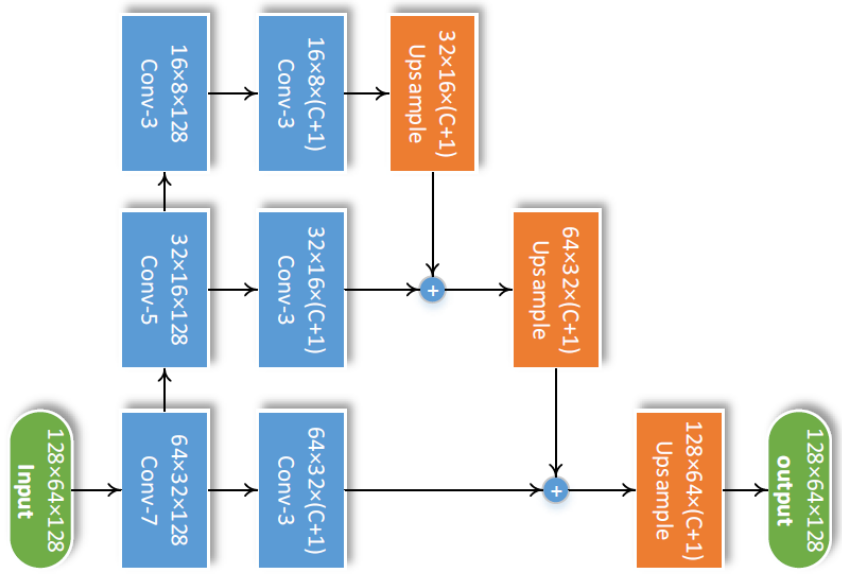 16×8×128
Conv-3
16×8×(C+1)
Conv-3
32×16×(C+1)
Upsample
32×16×128
Conv-5
32×16×(C+1)
Conv-3
+
64×32×(C+1)
Upsample
128×64×128
Input
64×32×128
Conv-7
64×32×(C+1)
Conv-3
+
128×64×(C+1)
Upsample
128×64×128
output